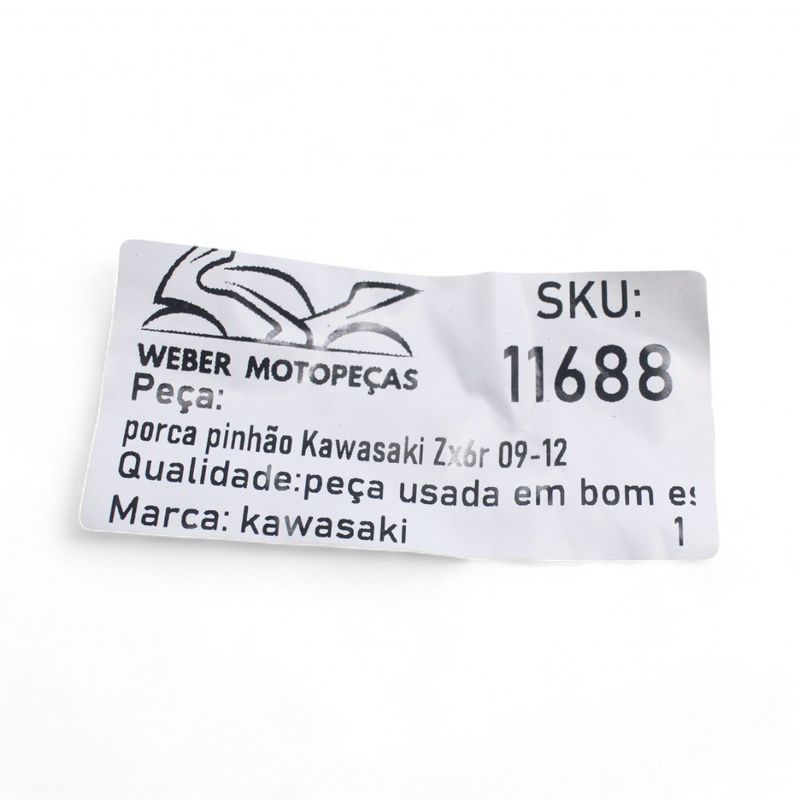 WEBER MOTOPEÇAS
SKU:
11688
Peça:
porca pinhão Kawasaki Zx6r 09-12
Qualidade:peça usada em bom es
Marca: kawasaki
1